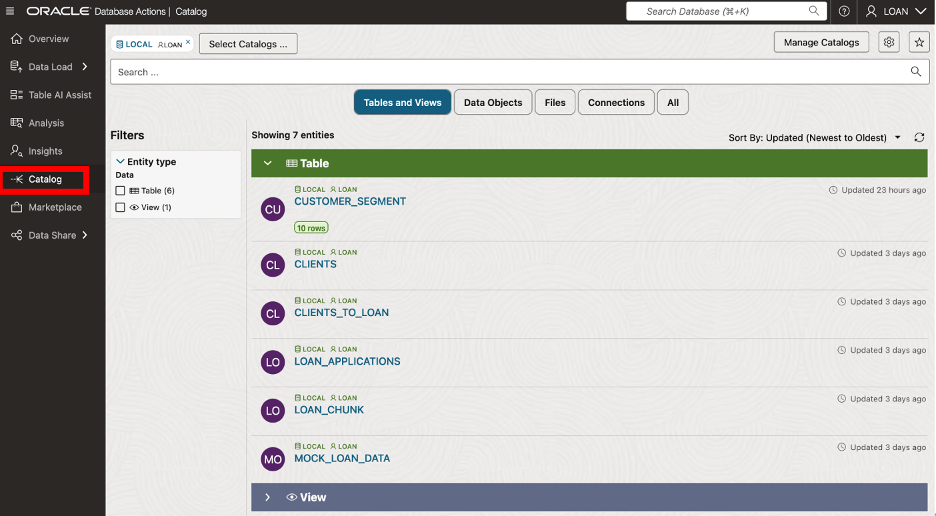 ORACLE Database Actions | Catalog
Search Database (⌘+K)
LOAN
Overview
Data Load
Table AI Assist
Analysis
Insights
Catalog
Marketplace
Data Share
LOCAL LOAN ×
Select Catalogs ...
Manage Catalogs
Search ...
Tables and Views
Data Objects
Files
Connections
All
Filters
Entity type
Data
Table (6)
View (1)
Showing 7 entities
Sort By: Updated (Newest to Oldest)
Table
CU
LOCAL LOAN
CUSTOMER_SEGMENT
10 rows
Updated 23 hours ago
CL
LOCAL LOAN
CLIENTS
Updated 3 days ago
CL
LOCAL LOAN
CLIENTS_TO_LOAN
Updated 3 days ago
LO
LOCAL LOAN
LOAN_APPLICATIONS
Updated 3 days ago
LO
LOCAL LOAN
LOAN_CHUNK
Updated 3 days ago
MO
LOCAL LOAN
MOCK_LOAN_DATA
Updated 3 days ago
View